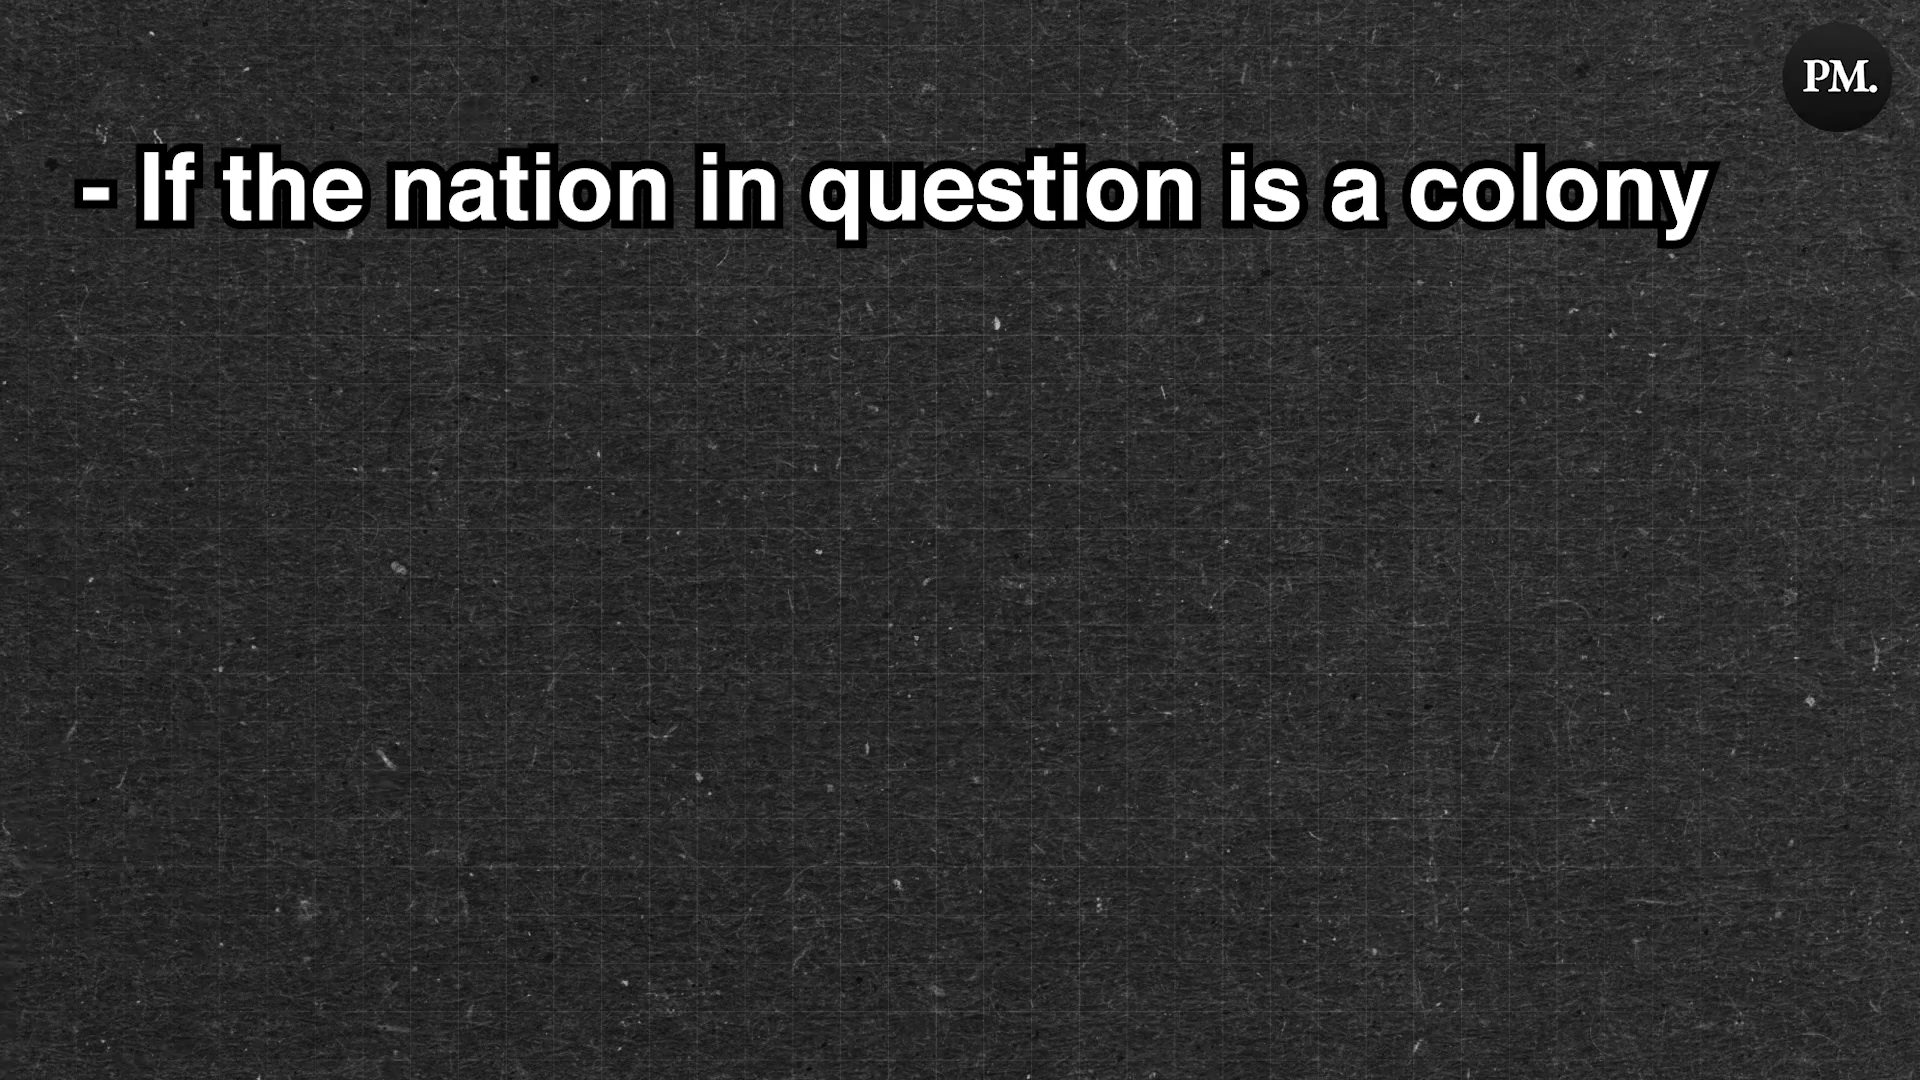 PM.
- If the nation in question is a colony